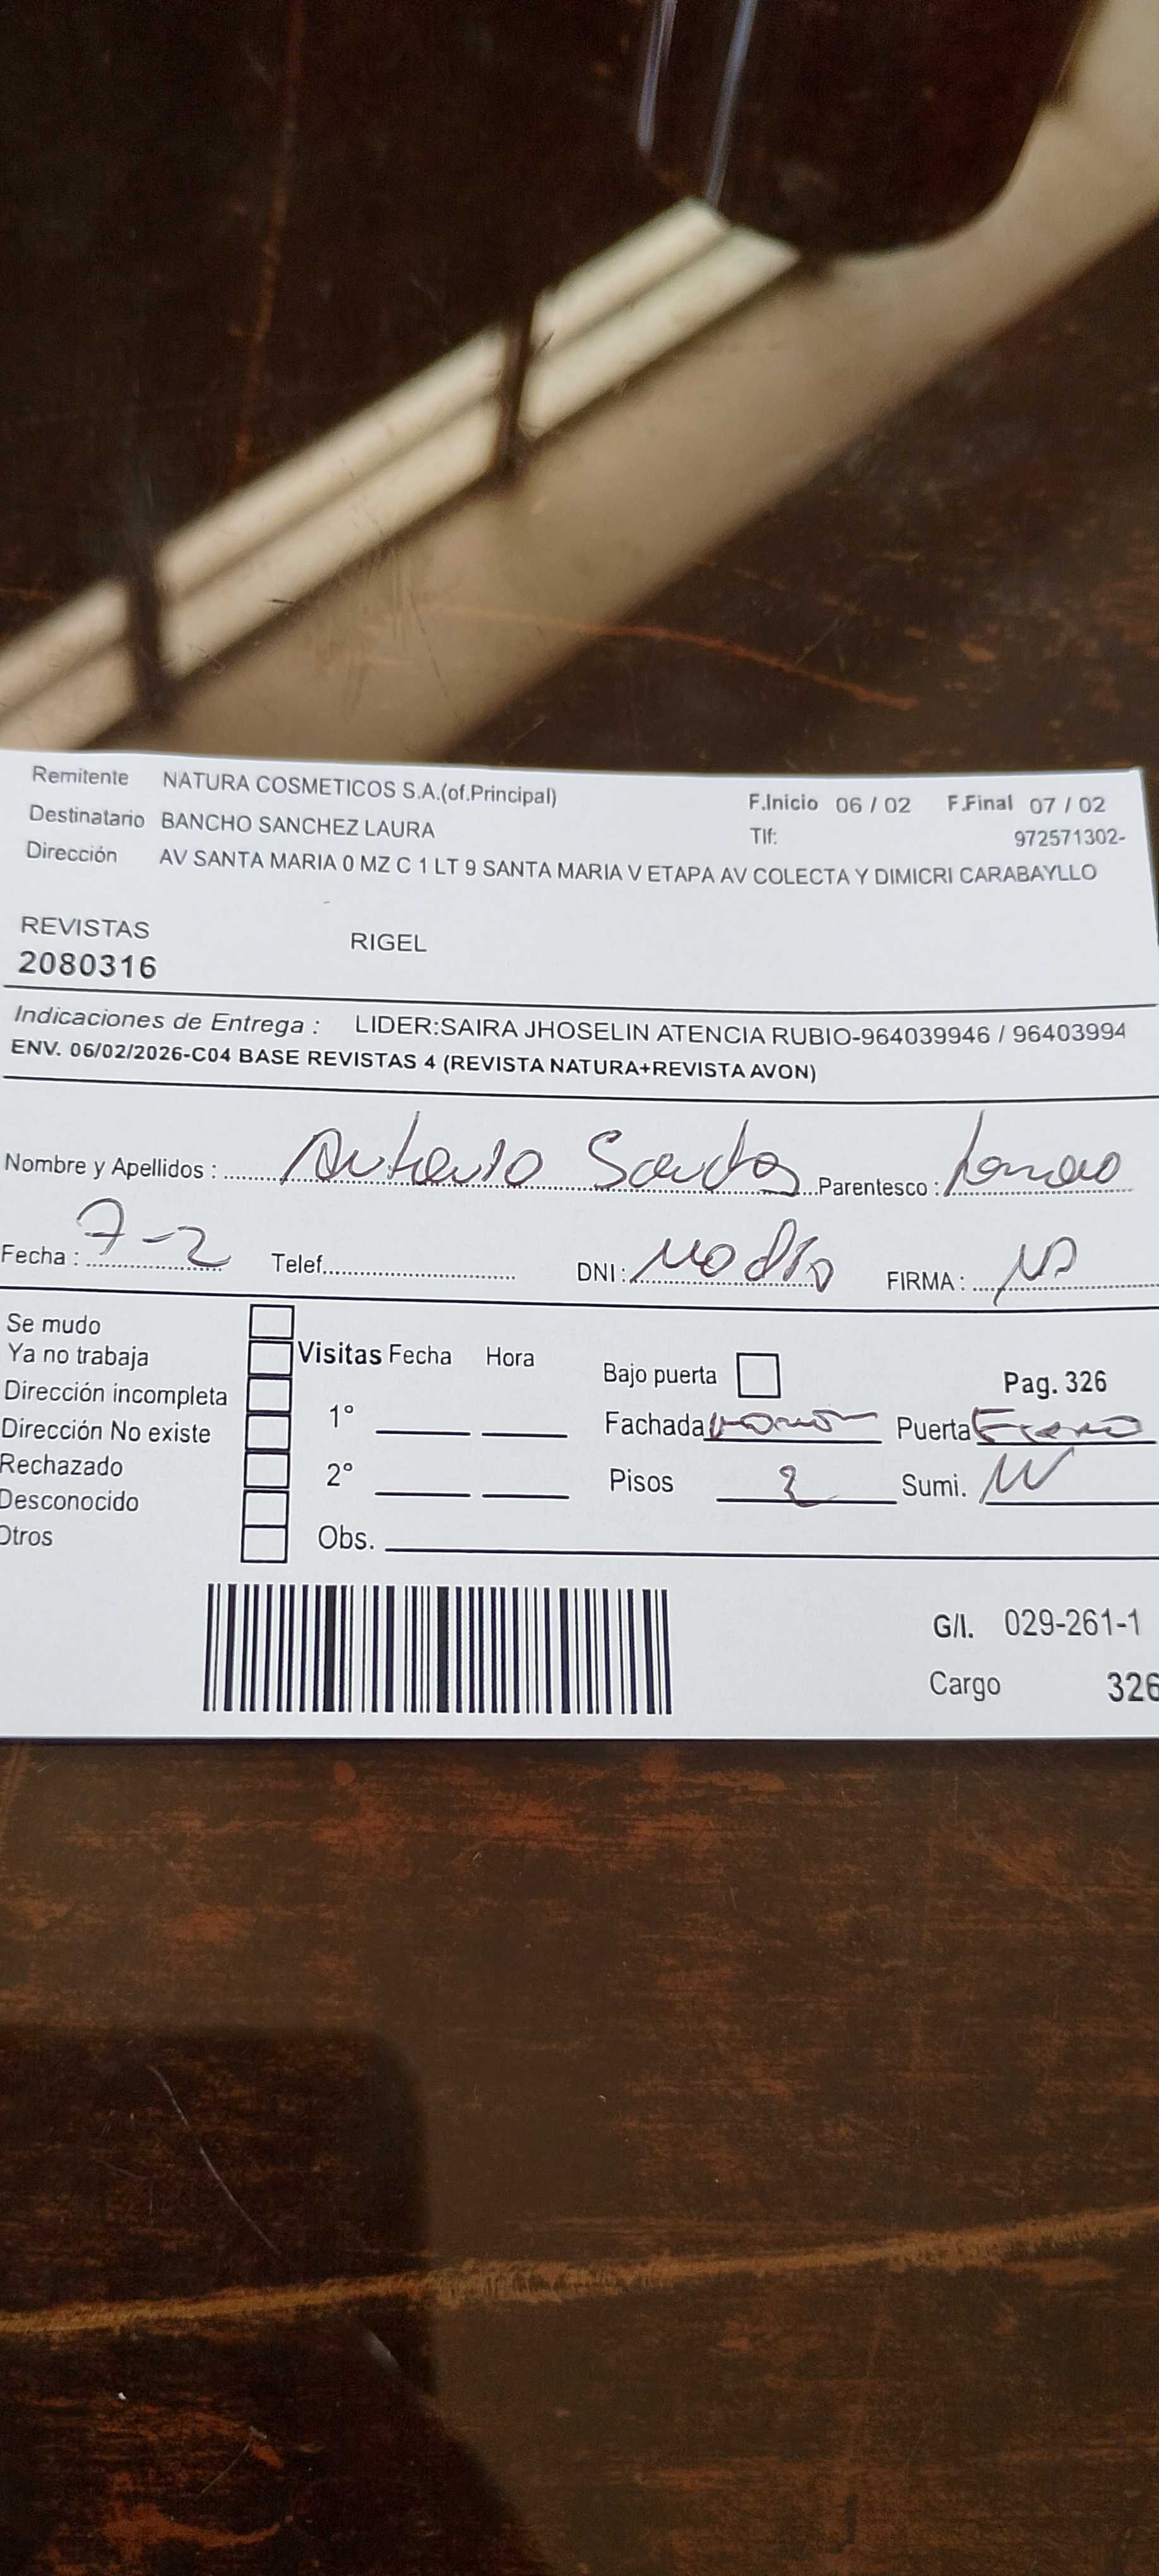 Remitente NATURA COSMETICOS S.A.(of.Principal) F.Inicio 06 / 02 F.Final 07 / 02
Destinatario BANCHO SANCHEZ LAURA Tlf: 972571302-
Dirección AV SANTA MARIA 0 MZ C 1 LT 9 SANTA MARIA V ETAPA AV COLECTA Y DIMICRI CARABAYLLO
REVISTAS RIGEL
2080316
Indicaciones de Entrega : LIDER:SAIRA JHOSELIN ATENCIA RUBIO-964039946 / 96403994
ENV. 06/02/2026-C04 BASE REVISTAS 4 (REVISTA NATURA+REVISTA AVON)
Nombre y Apellidos : Antonio Santos Parentesco :
Fecha : 7-2 Telef. DNI : No dio FIRMA :
Se mudo
Ya no trabaja Visitas Fecha Hora Bajo puerta Pag. 326
Dirección incompleta 1° Fachada Puerta
Dirección No existe
Rechazado 2° Pisos 2 Sumi.
Desconocido
Otros Obs.
G/I. 029-261-1
Cargo 326